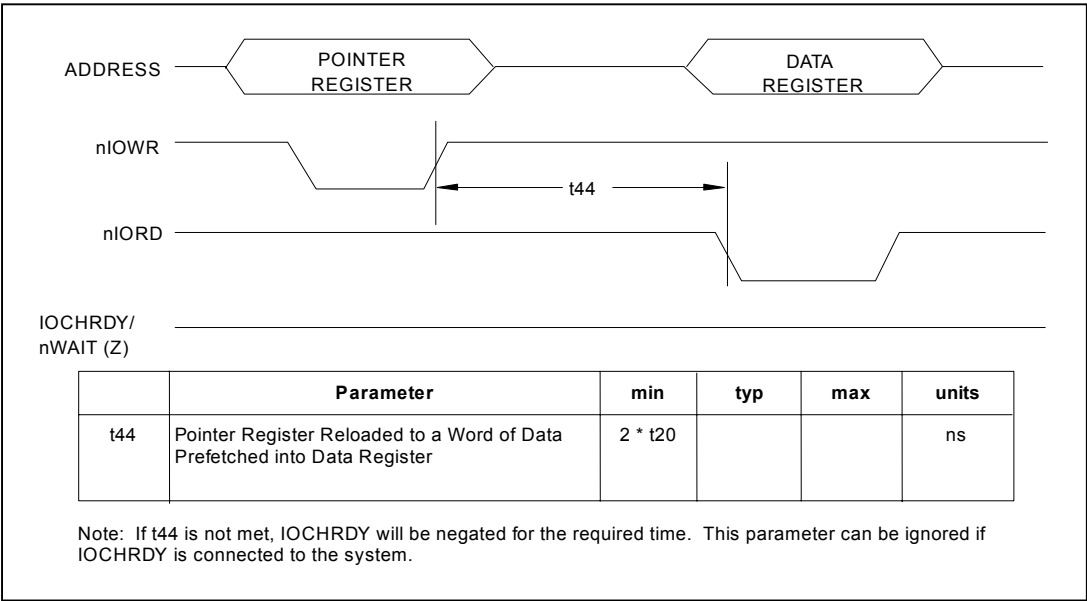 POINTER
REGISTER
DATA
REGISTER
ADDRESS
nIOWR
t44
nIORD
IOCHRDY/
nWAIT (Z)
Parameter min typ max units
t44 Pointer Register Reloaded to a Word of Data 2 * t20 ns
Prefetched into Data Register
Note: If t44 is not met, IOCHRDY will be negated for the required time. This parameter can be ignored if
IOCHRDY is connected to the system.